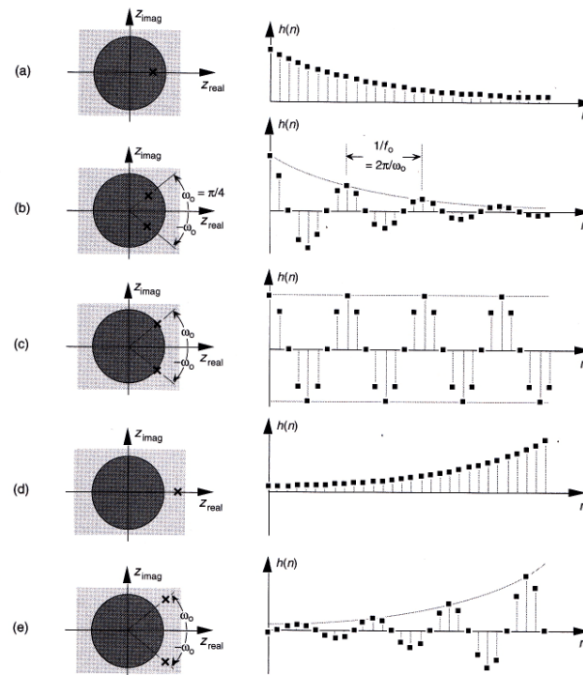 (a)
z_imag
z_real
h(n)
(b)
z_imag
ω_o = π/4
-ω_o
z_real
h(n)
1/f_o
= 2π/ω_o
(c)
z_imag
ω_o
-ω_o
z_real
h(n)
(d)
z_imag
z_real
h(n)
(e)
z_imag
ω_o
-ω_o
z_real
h(n)